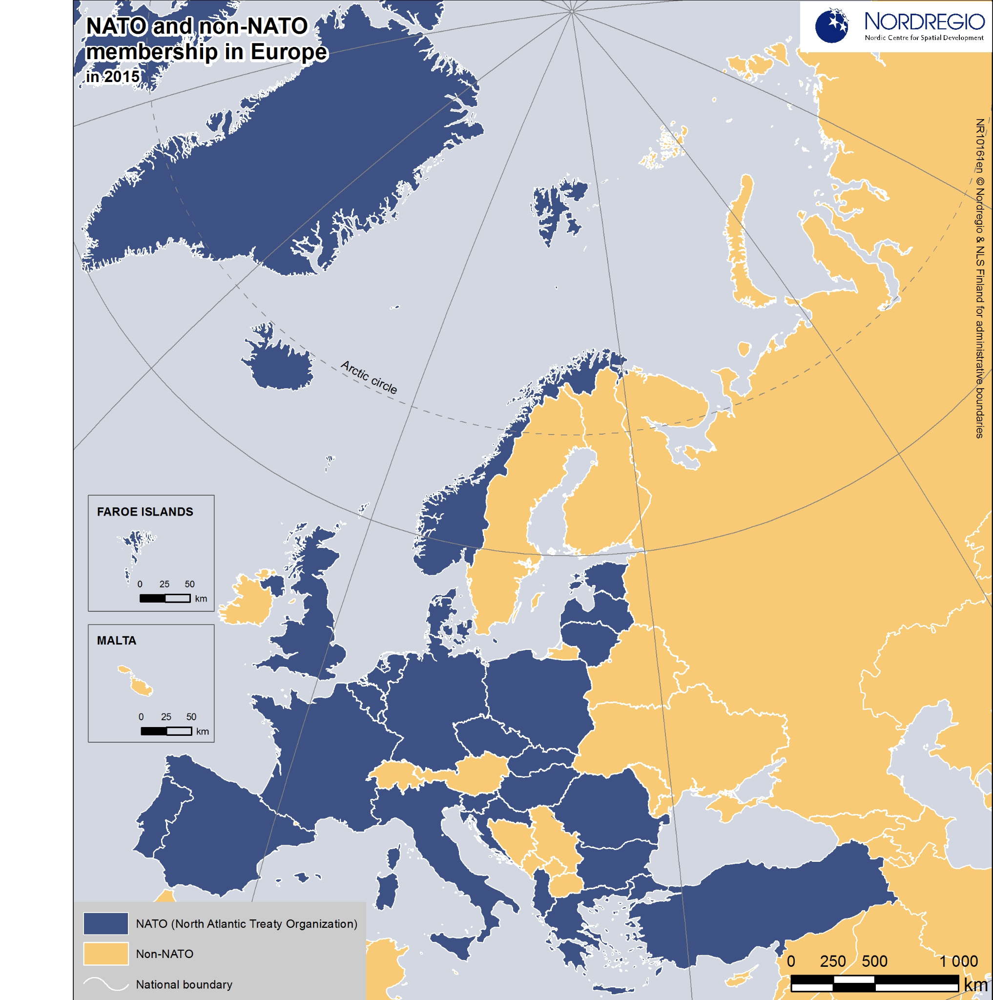 NATO and non-NATO
membership in Europe
in 2015
NORDREGIO
Nordic Centre for Spatial Development
NR10161en © Nordregio & NLS Finland for administrative boundaries
Arctic circle
FAROE ISLANDS
0 25 50
km
MALTA
0 25 50
km
NATO (North Atlantic Treaty Organization)
Non-NATO
National boundary
0 250 500 1 000
km